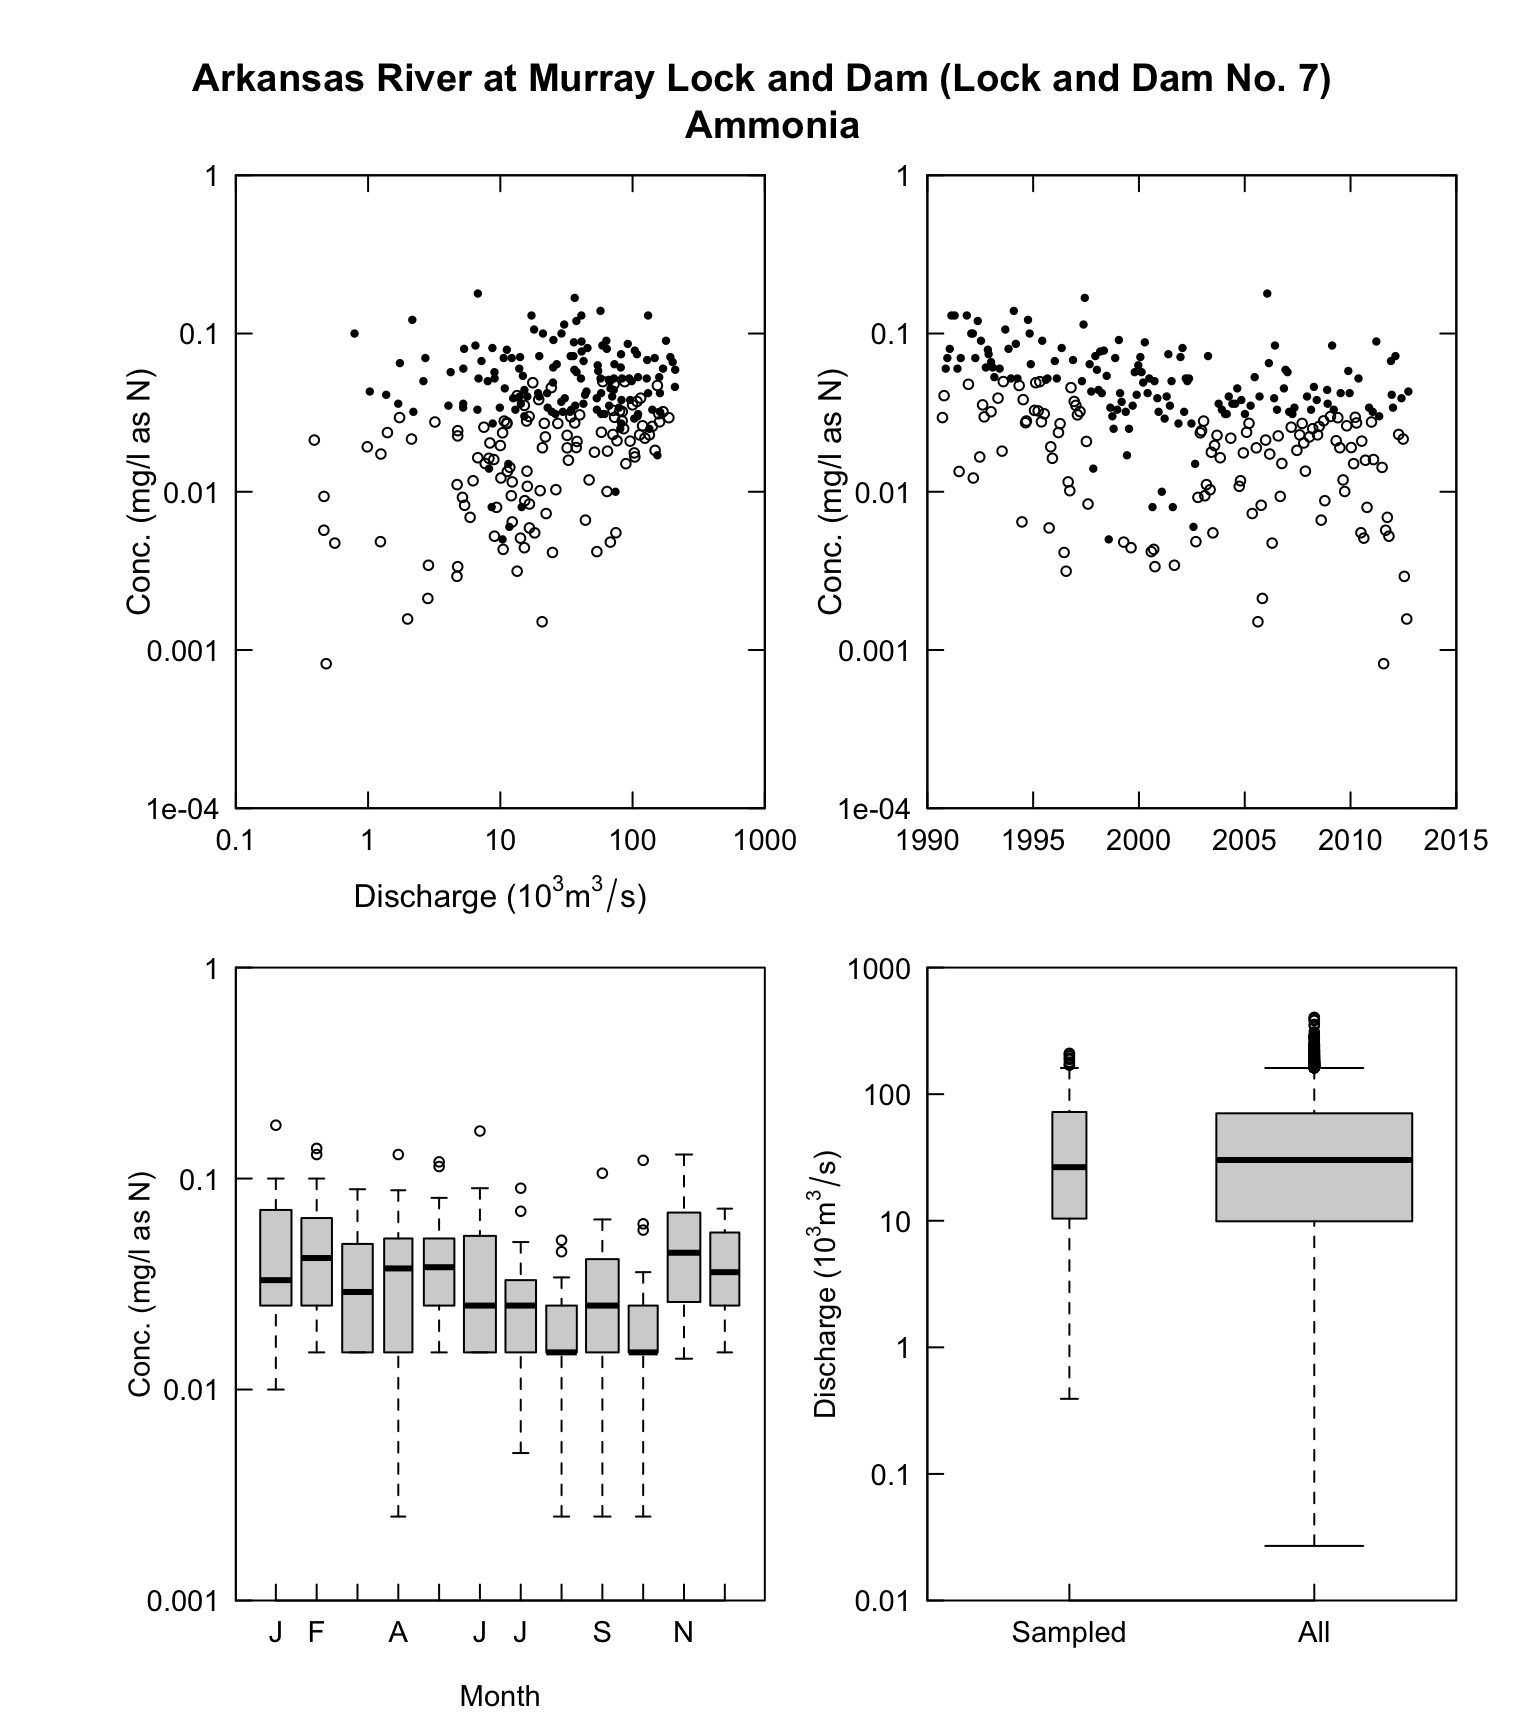 Arkansas River at Murray Lock and Dam (Lock and Dam No. 7)
Ammonia
Conc. (mg/l as N)
1
0.1
0.01
0.001
1e-04
0.1 1 10 100 1000
Discharge (10³m³/s)
Conc. (mg/l as N)
1
0.1
0.01
0.001
1e-04
1990 1995 2000 2005 2010 2015
Conc. (mg/l as N)
1
0.1
0.01
0.001
J F A J J S N
Month
Discharge (10³m³/s)
1000
100
10
1
0.1
0.01
Sampled All